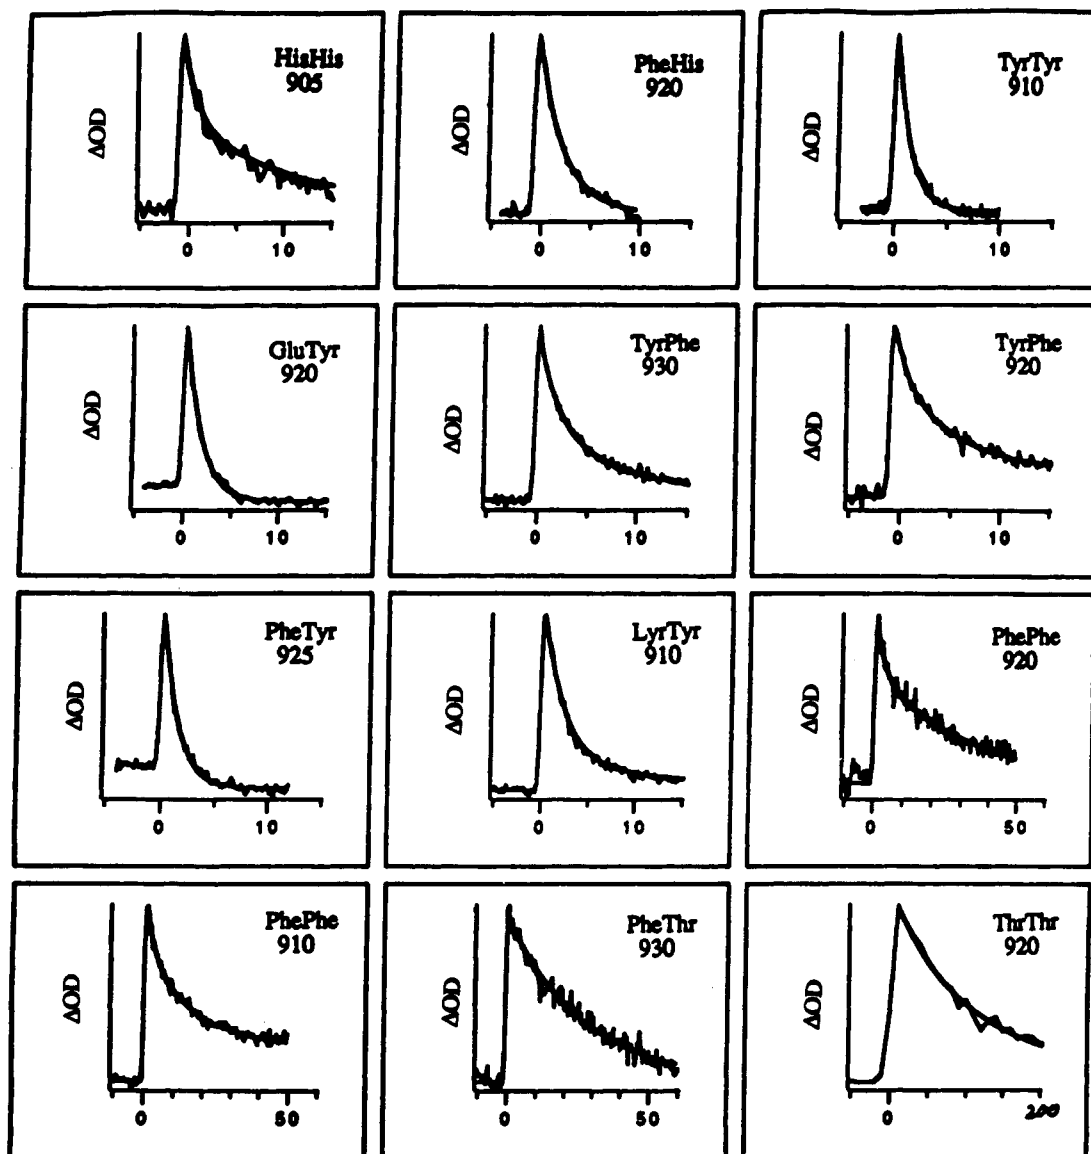 HisHis
905
ΔOD
0 10
PheHis
920
ΔOD
0 10
TyrTyr
910
ΔOD
0 10
GluTyr
920
ΔOD
0 10
TyrPhe
930
ΔOD
0 10
TyrPhe
920
ΔOD
0 10
PheTyr
925
ΔOD
0 10
LyrTyr
910
ΔOD
0 10
PhePhe
920
ΔOD
0 50
PhePhe
910
ΔOD
0 50
PheThr
930
ΔOD
0 50
ThrThr
920
ΔOD
0 200